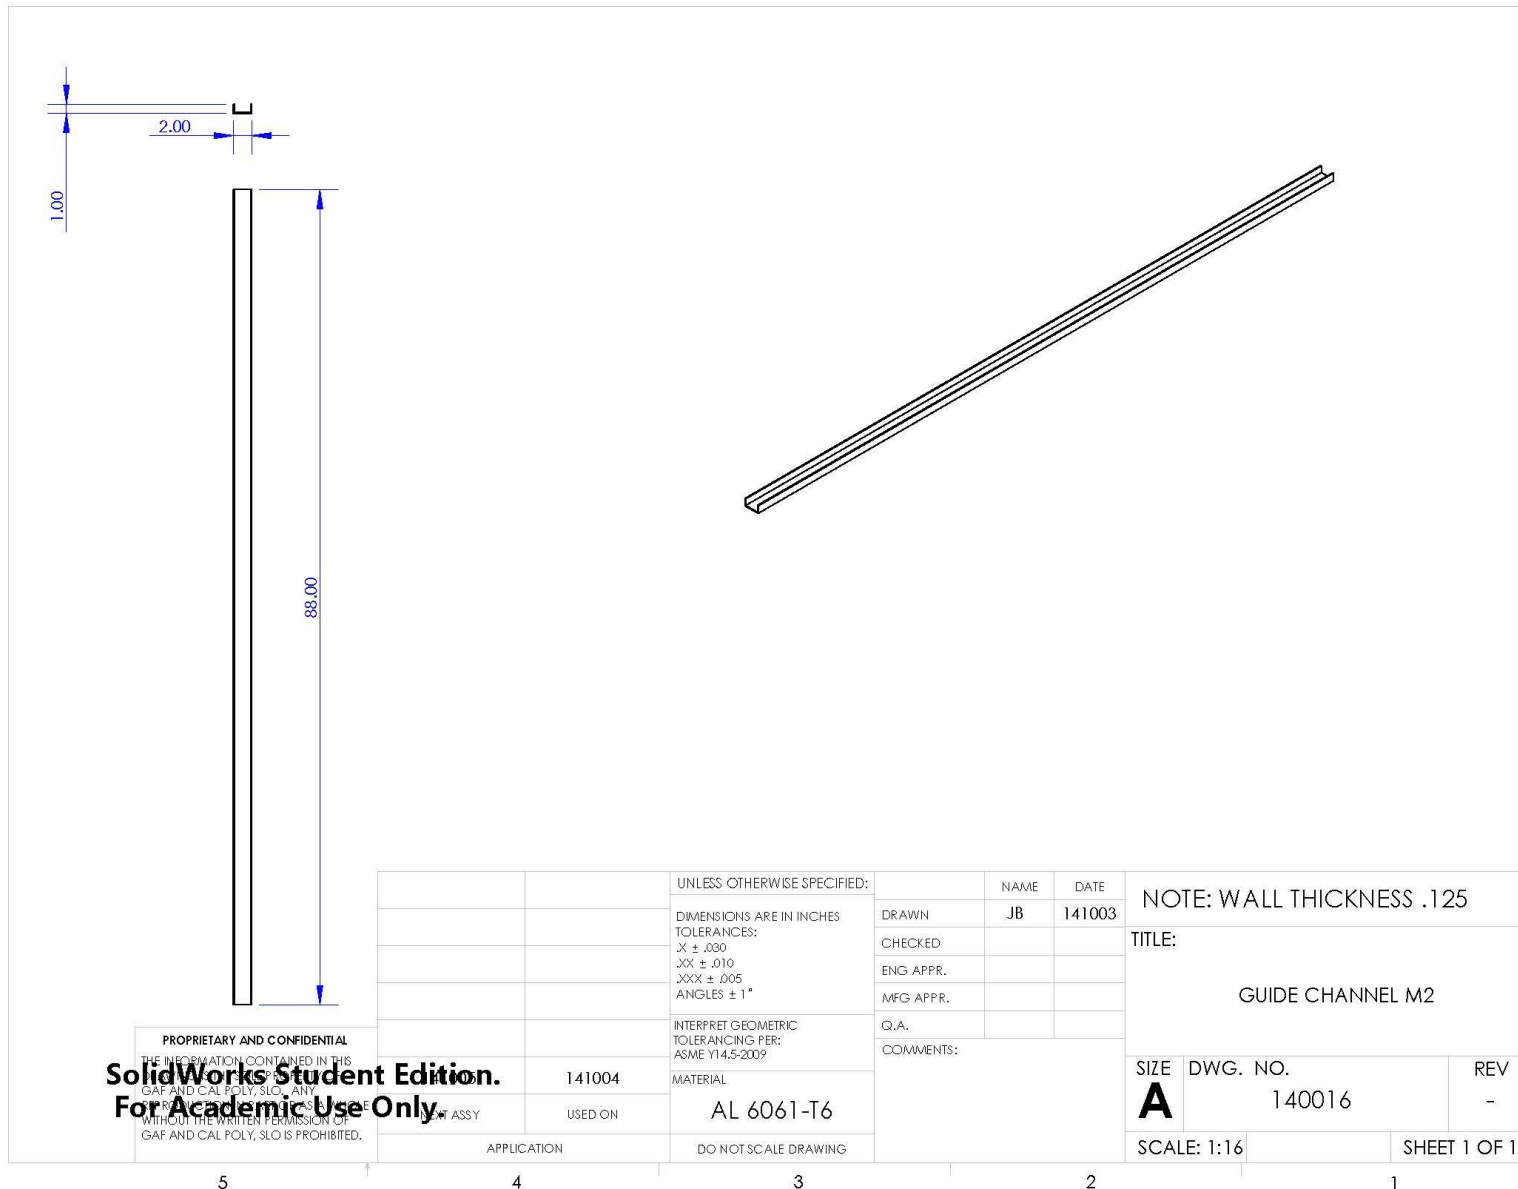 2.00
1.00
88.00
UNLESS OTHERWISE SPECIFIED:
DIMENSIONS ARE IN INCHES
TOLERANCES:
.X ± .030
.XX ± .010
.XXX ± .005
ANGLES ± 1°
INTERPRET GEOMETRIC
TOLERANCING PER:
ASME Y14.5-2009
MATERIAL
AL 6061-T6
DO NOT SCALE DRAWING
NAME
DATE
DRAWN
JB
141003
CHECKED
ENG APPR.
MFG APPR.
Q.A.
COMMENTS:
NOTE: WALL THICKNESS .125
TITLE:
GUIDE CHANNEL M2
SIZE
A
DWG. NO.
140016
REV
-
SCALE: 1:16
SHEET 1 OF 1
PROPRIETARY AND CONFIDENTIAL
THE INFORMATION CONTAINED IN THIS
GAF AND CAL POLY, SLO. ANY
WITHOUT THE WRITTEN PERMISSION OF
GAF AND CAL POLY, SLO IS PROHIBITED.
SolidWorks Student Edition.
For Academic Use Only.
141004
NEXT ASSY
USED ON
APPLICATION
5
4
3
2
1